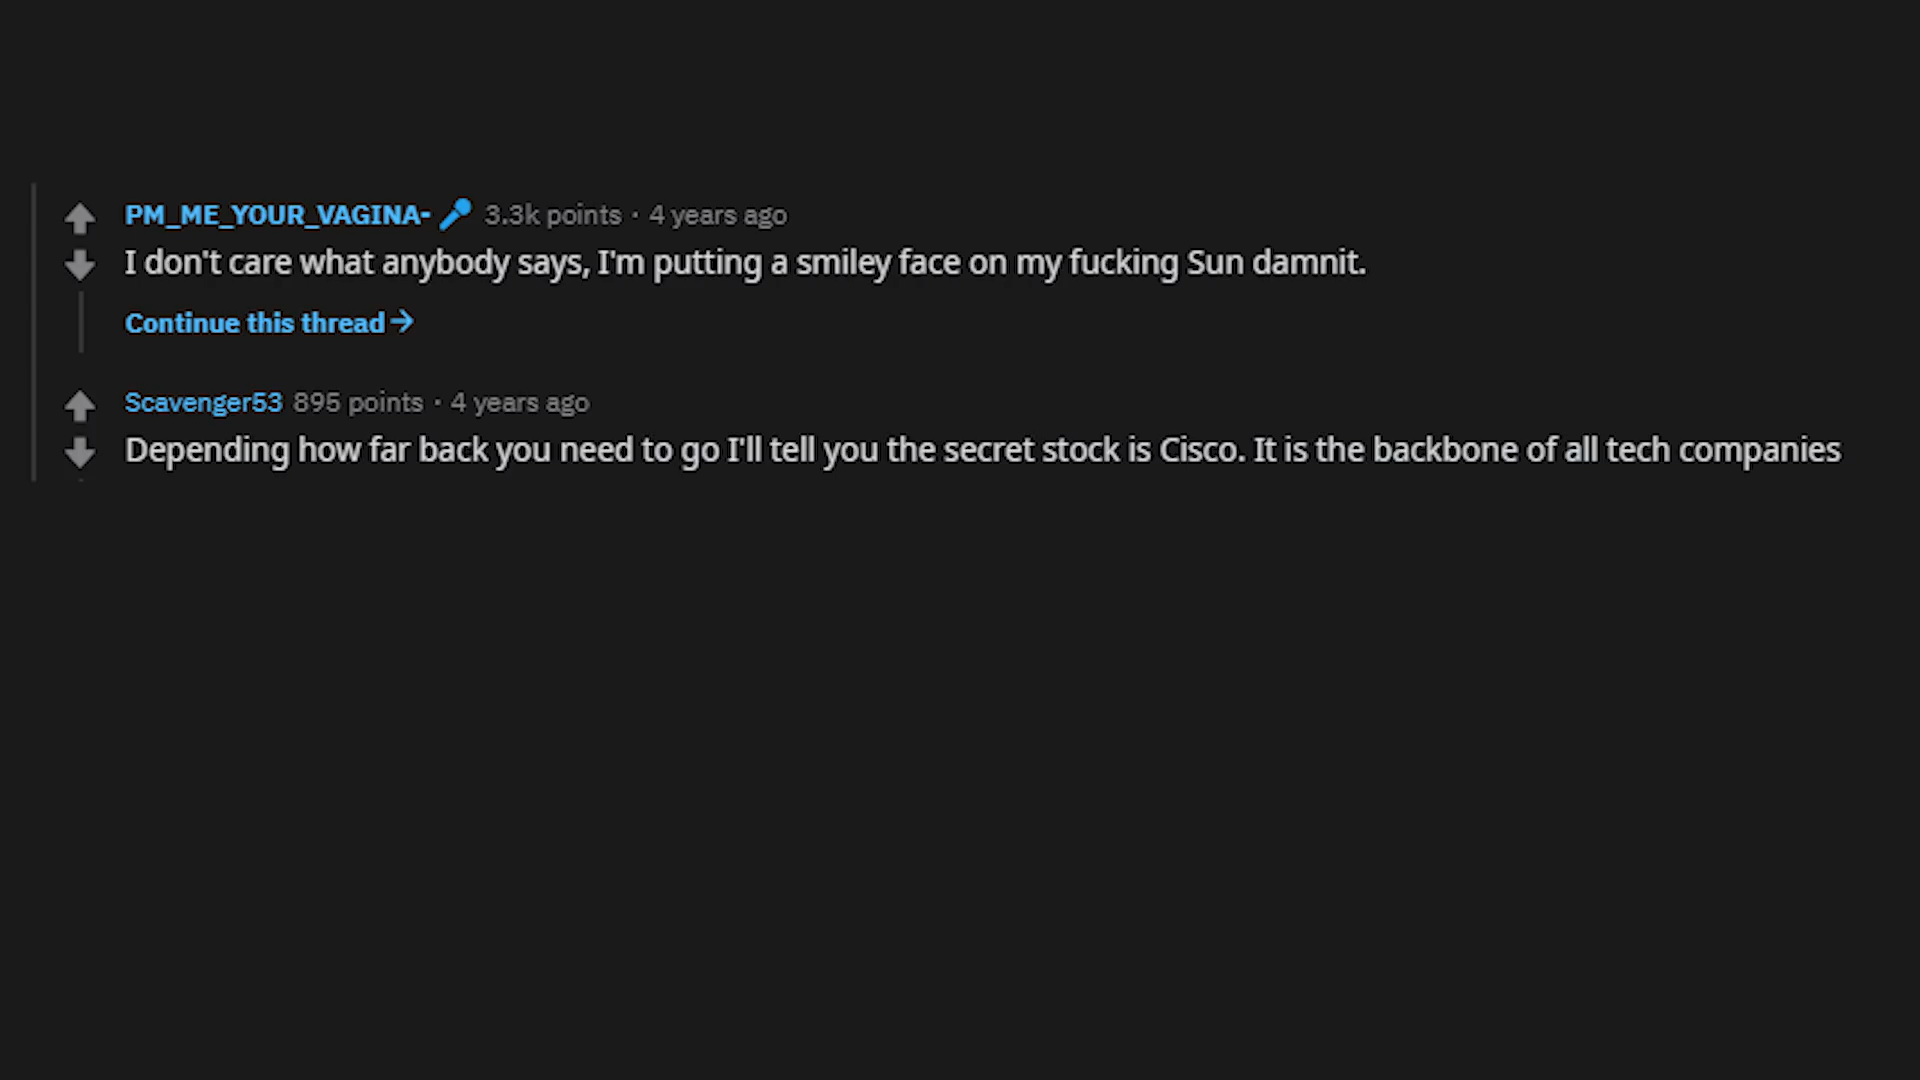 PM_ME_YOUR_VAGINA- 3.3k points · 4 years ago
I don't care what anybody says, I'm putting a smiley face on my fucking Sun damnit.
Continue this thread →
Scavenger53 895 points · 4 years ago
Depending how far back you need to go I'll tell you the secret stock is Cisco. It is the backbone of all tech companies